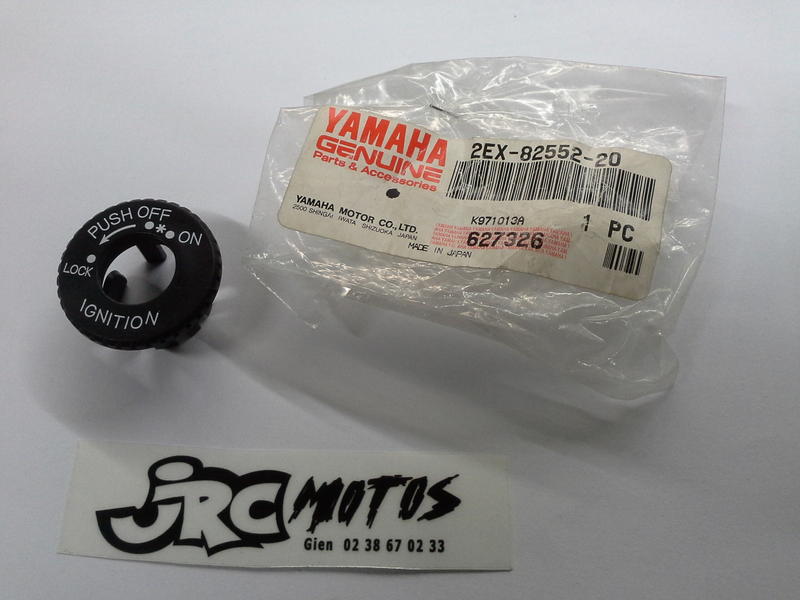 PUSH OFF
ON
LOCK
IGNITION
YAMAHA
GENUINE
Parts & Accessories
YAMAHA MOTOR CO., LTD.
2500 SHINGAI IWATA SHIZUOKA JAPAN
MADE IN JAPAN
2EX-82552-20
K971013A
1 PC
627326
JRC MOTOS
Gien 02 38 67 02 33